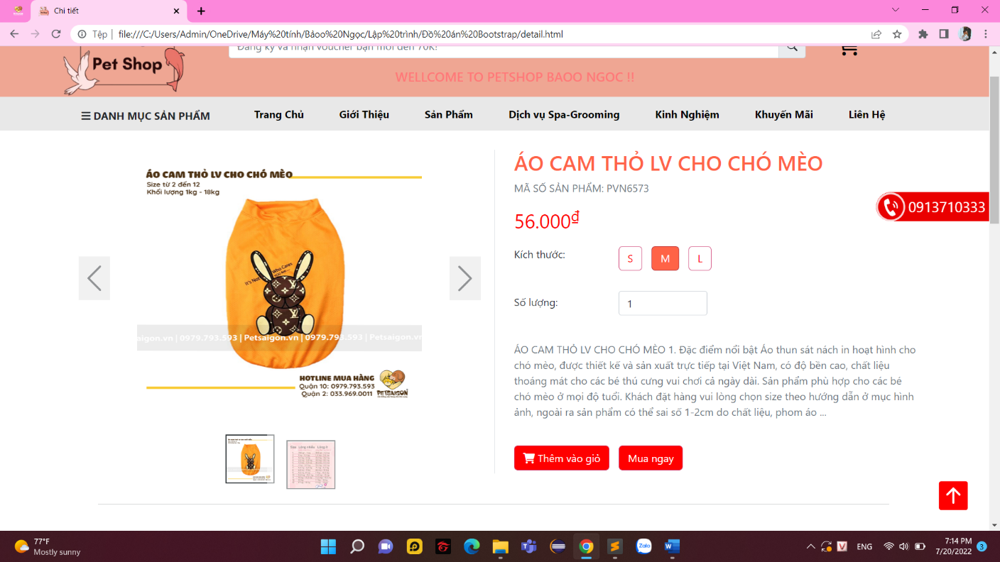 Chi tiết
Tệp
file:///C:/Users/Admin/OneDrive/Máy%20tính/Bảoo%20Ngọc/Lập%20trình/Đồ%20án%20Bootstrap/detail.html
Pet Shop
Đăng ký và nhận voucher bạn mới đến 70K!
WELLCOME TO PETSHOP BAOO NGOC !!
DANH MỤC SẢN PHẨM
Trang Chủ
Giới Thiệu
Sản Phẩm
Dịch vụ Spa-Grooming
Kinh Nghiệm
Khuyến Mãi
Liên Hệ
ÁO CAM THỎ LV CHO CHÓ MÈO
Size từ 2 đến 12
Khối lượng 1kg - 18kg
It's Not
Who Cares
saigon.vn | 0979.793.593 | Petsaigon.vn | 0979.793.593 | Petsaigon.vn
HOTLINE MUA HÀNG
Quận 10: 0979.793.593
Quận 2: 033.969.0011
PETSAIGON
ÁO CAM THỎ LV CHO CHÓ MÈO
MÃ SỐ SẢN PHẨM: PVN6573
56.000₫
0913710333
Kích thước:
S
M
L
Số lượng:
1
ÁO CAM THỎ LV CHO CHÓ MÈO 1. Đặc điểm nổi bật Áo thun sát nách in hoạt hình cho
chó mèo, được thiết kế và sản xuất trực tiếp tại Việt Nam, có độ bền cao, chất liệu
thoáng mát cho các bé thú cưng vui chơi cả ngày dài. Sản phẩm phù hợp cho các bé
chó mèo ở mọi độ tuổi. Khách đặt hàng vui lòng chọn size theo hướng dẫn ở mục hình
ảnh, ngoài ra sản phẩm có thể sai số 1-2cm do chất liệu, phom áo ...
Thêm vào giỏ
Mua ngay
77°F
Mostly sunny
Zalo
ENG
7:14 PM
7/20/2022
3